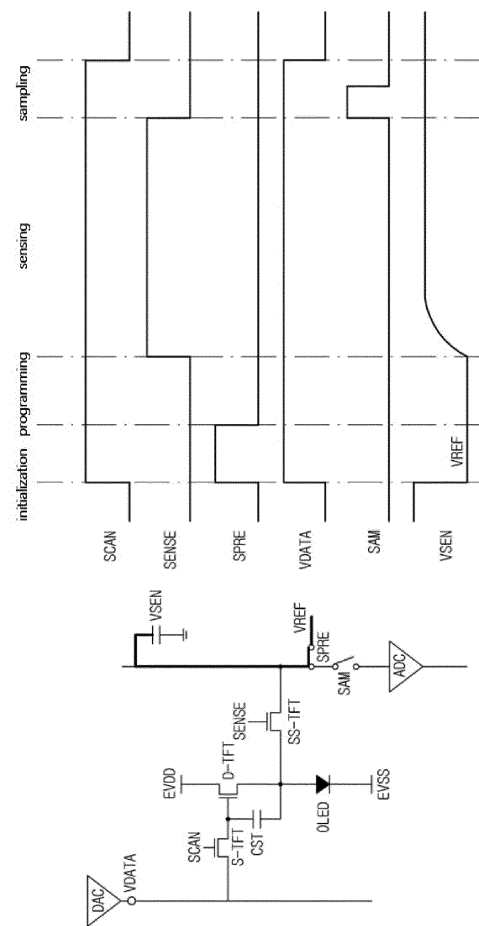 initialization programming sensing sampling
SCAN
SENSE
SPRE
VDATA
SAM
VSEN
VREF
DAC
VDATA
SCAN
S-TFT
CST
EVDD
D-TFT
OLED
EVSS
SENSE
SS-TFT
VSEN
VREF
SPRE
SAM
ADC